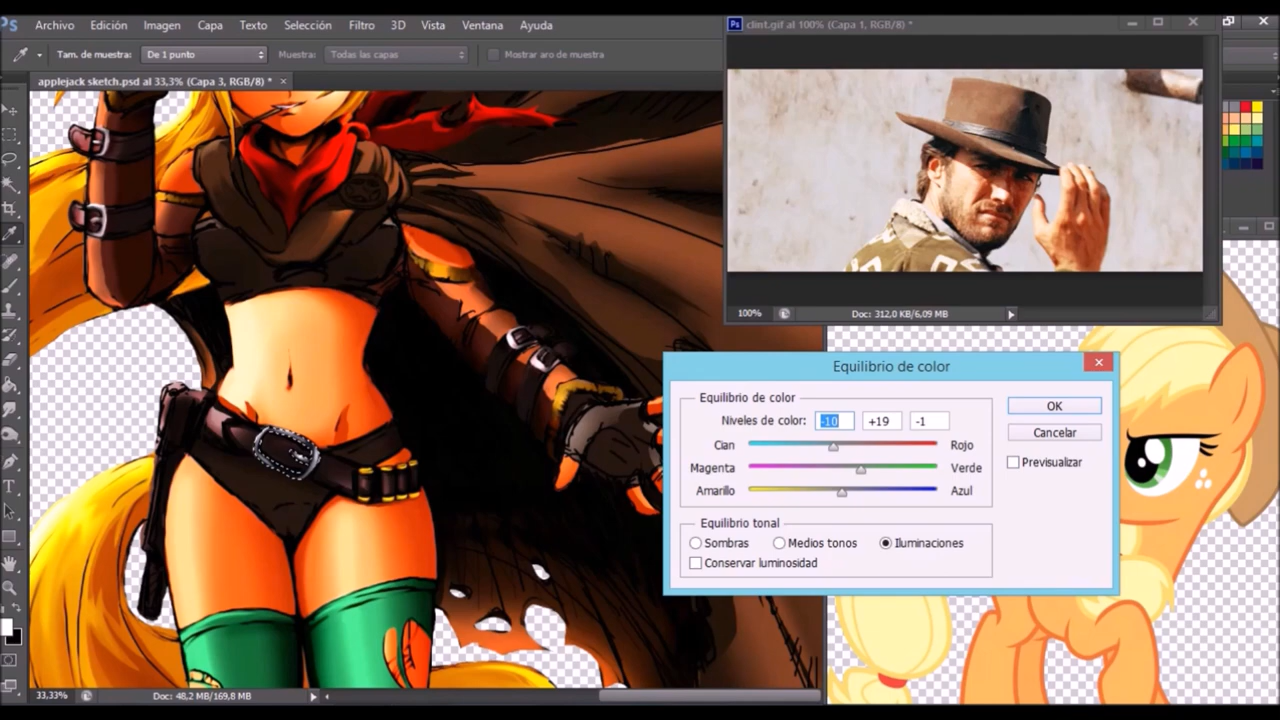 Ps Archivo Edición Imagen Capa Texto Selección Filtro 3D Vista Ventana Ayuda
Tam. de muestra: De 1 punto Muestra: Todas las capas Mostrar aro de muestra
applejack sketch.psd al 33,3% (Capa 3, RGB/8) * ×
Ps clint.gif al 100% (Capa 1, RGB/8) *
100% Doc: 312,0 KB/6,09 MB
Equilibrio de color
Equilibrio de color
Niveles de color: -10 +19 -1
Cian Rojo
Magenta Verde
Amarillo Azul
Equilibrio tonal
Sombras Medios tonos Iluminaciones
Conservar luminosidad
OK
Cancelar
Previsualizar
33,33% Doc: 48,2 MB/169,8 MB